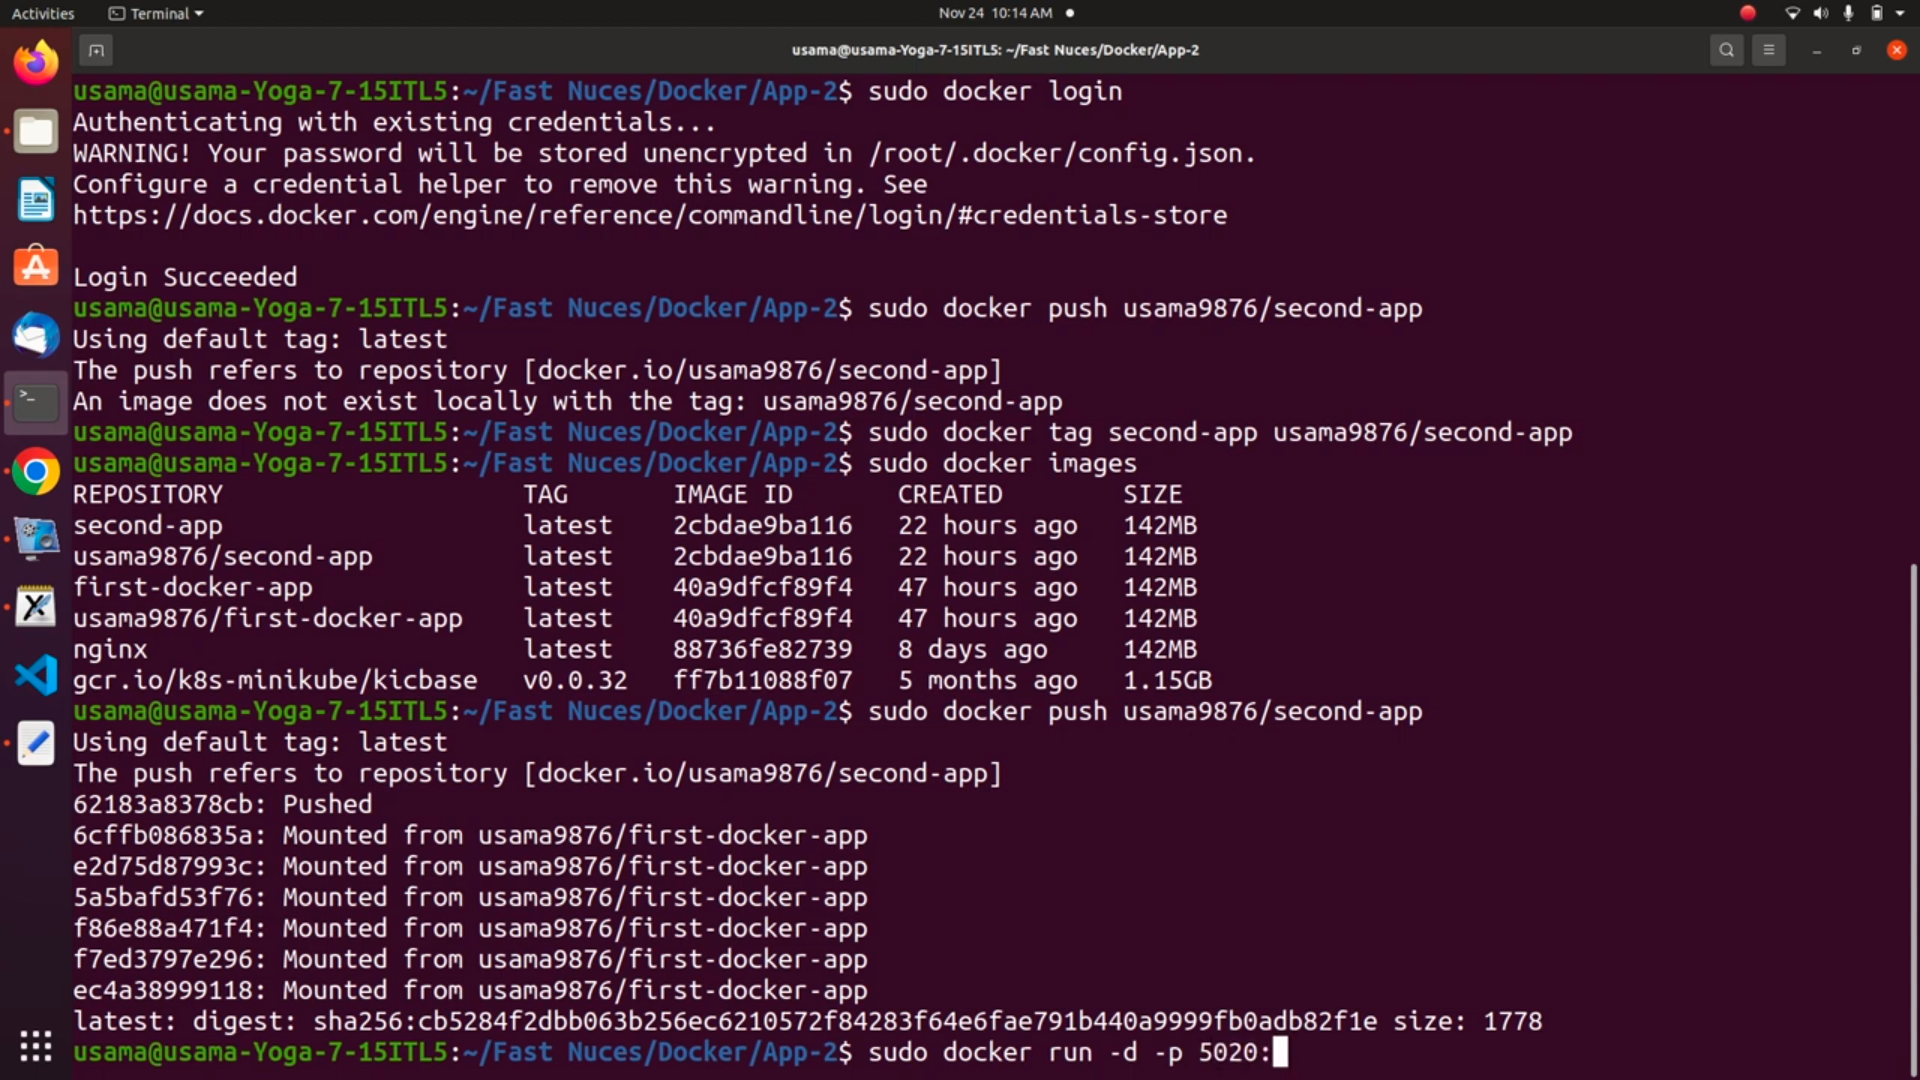 Activities Terminal Nov 24 10:14 AM
usama@usama-Yoga-7-15ITL5: ~/Fast Nuces/Docker/App-2
usama@usama-Yoga-7-15ITL5:~/Fast Nuces/Docker/App-2$ sudo docker login
Authenticating with existing credentials...
WARNING! Your password will be stored unencrypted in /root/.docker/config.json.
Configure a credential helper to remove this warning. See
https://docs.docker.com/engine/reference/commandline/login/#credentials-store
Login Succeeded
usama@usama-Yoga-7-15ITL5:~/Fast Nuces/Docker/App-2$ sudo docker push usama9876/second-app
Using default tag: latest
The push refers to repository [docker.io/usama9876/second-app]
An image does not exist locally with the tag: usama9876/second-app
usama@usama-Yoga-7-15ITL5:~/Fast Nuces/Docker/App-2$ sudo docker tag second-app usama9876/second-app
usama@usama-Yoga-7-15ITL5:~/Fast Nuces/Docker/App-2$ sudo docker images
REPOSITORY TAG IMAGE ID CREATED SIZE
second-app latest 2cbdae9ba116 22 hours ago 142MB
usama9876/second-app latest 2cbdae9ba116 22 hours ago 142MB
first-docker-app latest 40a9dfcf89f4 47 hours ago 142MB
usama9876/first-docker-app latest 40a9dfcf89f4 47 hours ago 142MB
nginx latest 88736fe82739 8 days ago 142MB
gcr.io/k8s-minikube/kicbase v0.0.32 ff7b11088f07 5 months ago 1.15GB
usama@usama-Yoga-7-15ITL5:~/Fast Nuces/Docker/App-2$ sudo docker push usama9876/second-app
Using default tag: latest
The push refers to repository [docker.io/usama9876/second-app]
62183a8378cb: Pushed
6cffb086835a: Mounted from usama9876/first-docker-app
e2d75d87993c: Mounted from usama9876/first-docker-app
5a5bafd53f76: Mounted from usama9876/first-docker-app
f86e88a471f4: Mounted from usama9876/first-docker-app
f7ed3797e296: Mounted from usama9876/first-docker-app
ec4a38999118: Mounted from usama9876/first-docker-app
latest: digest: sha256:cb5284f2dbb063b256ec6210572f84283f64e6fae791b440a9999fb0adb82f1e size: 1778
usama@usama-Yoga-7-15ITL5:~/Fast Nuces/Docker/App-2$ sudo docker run -d -p 5020: